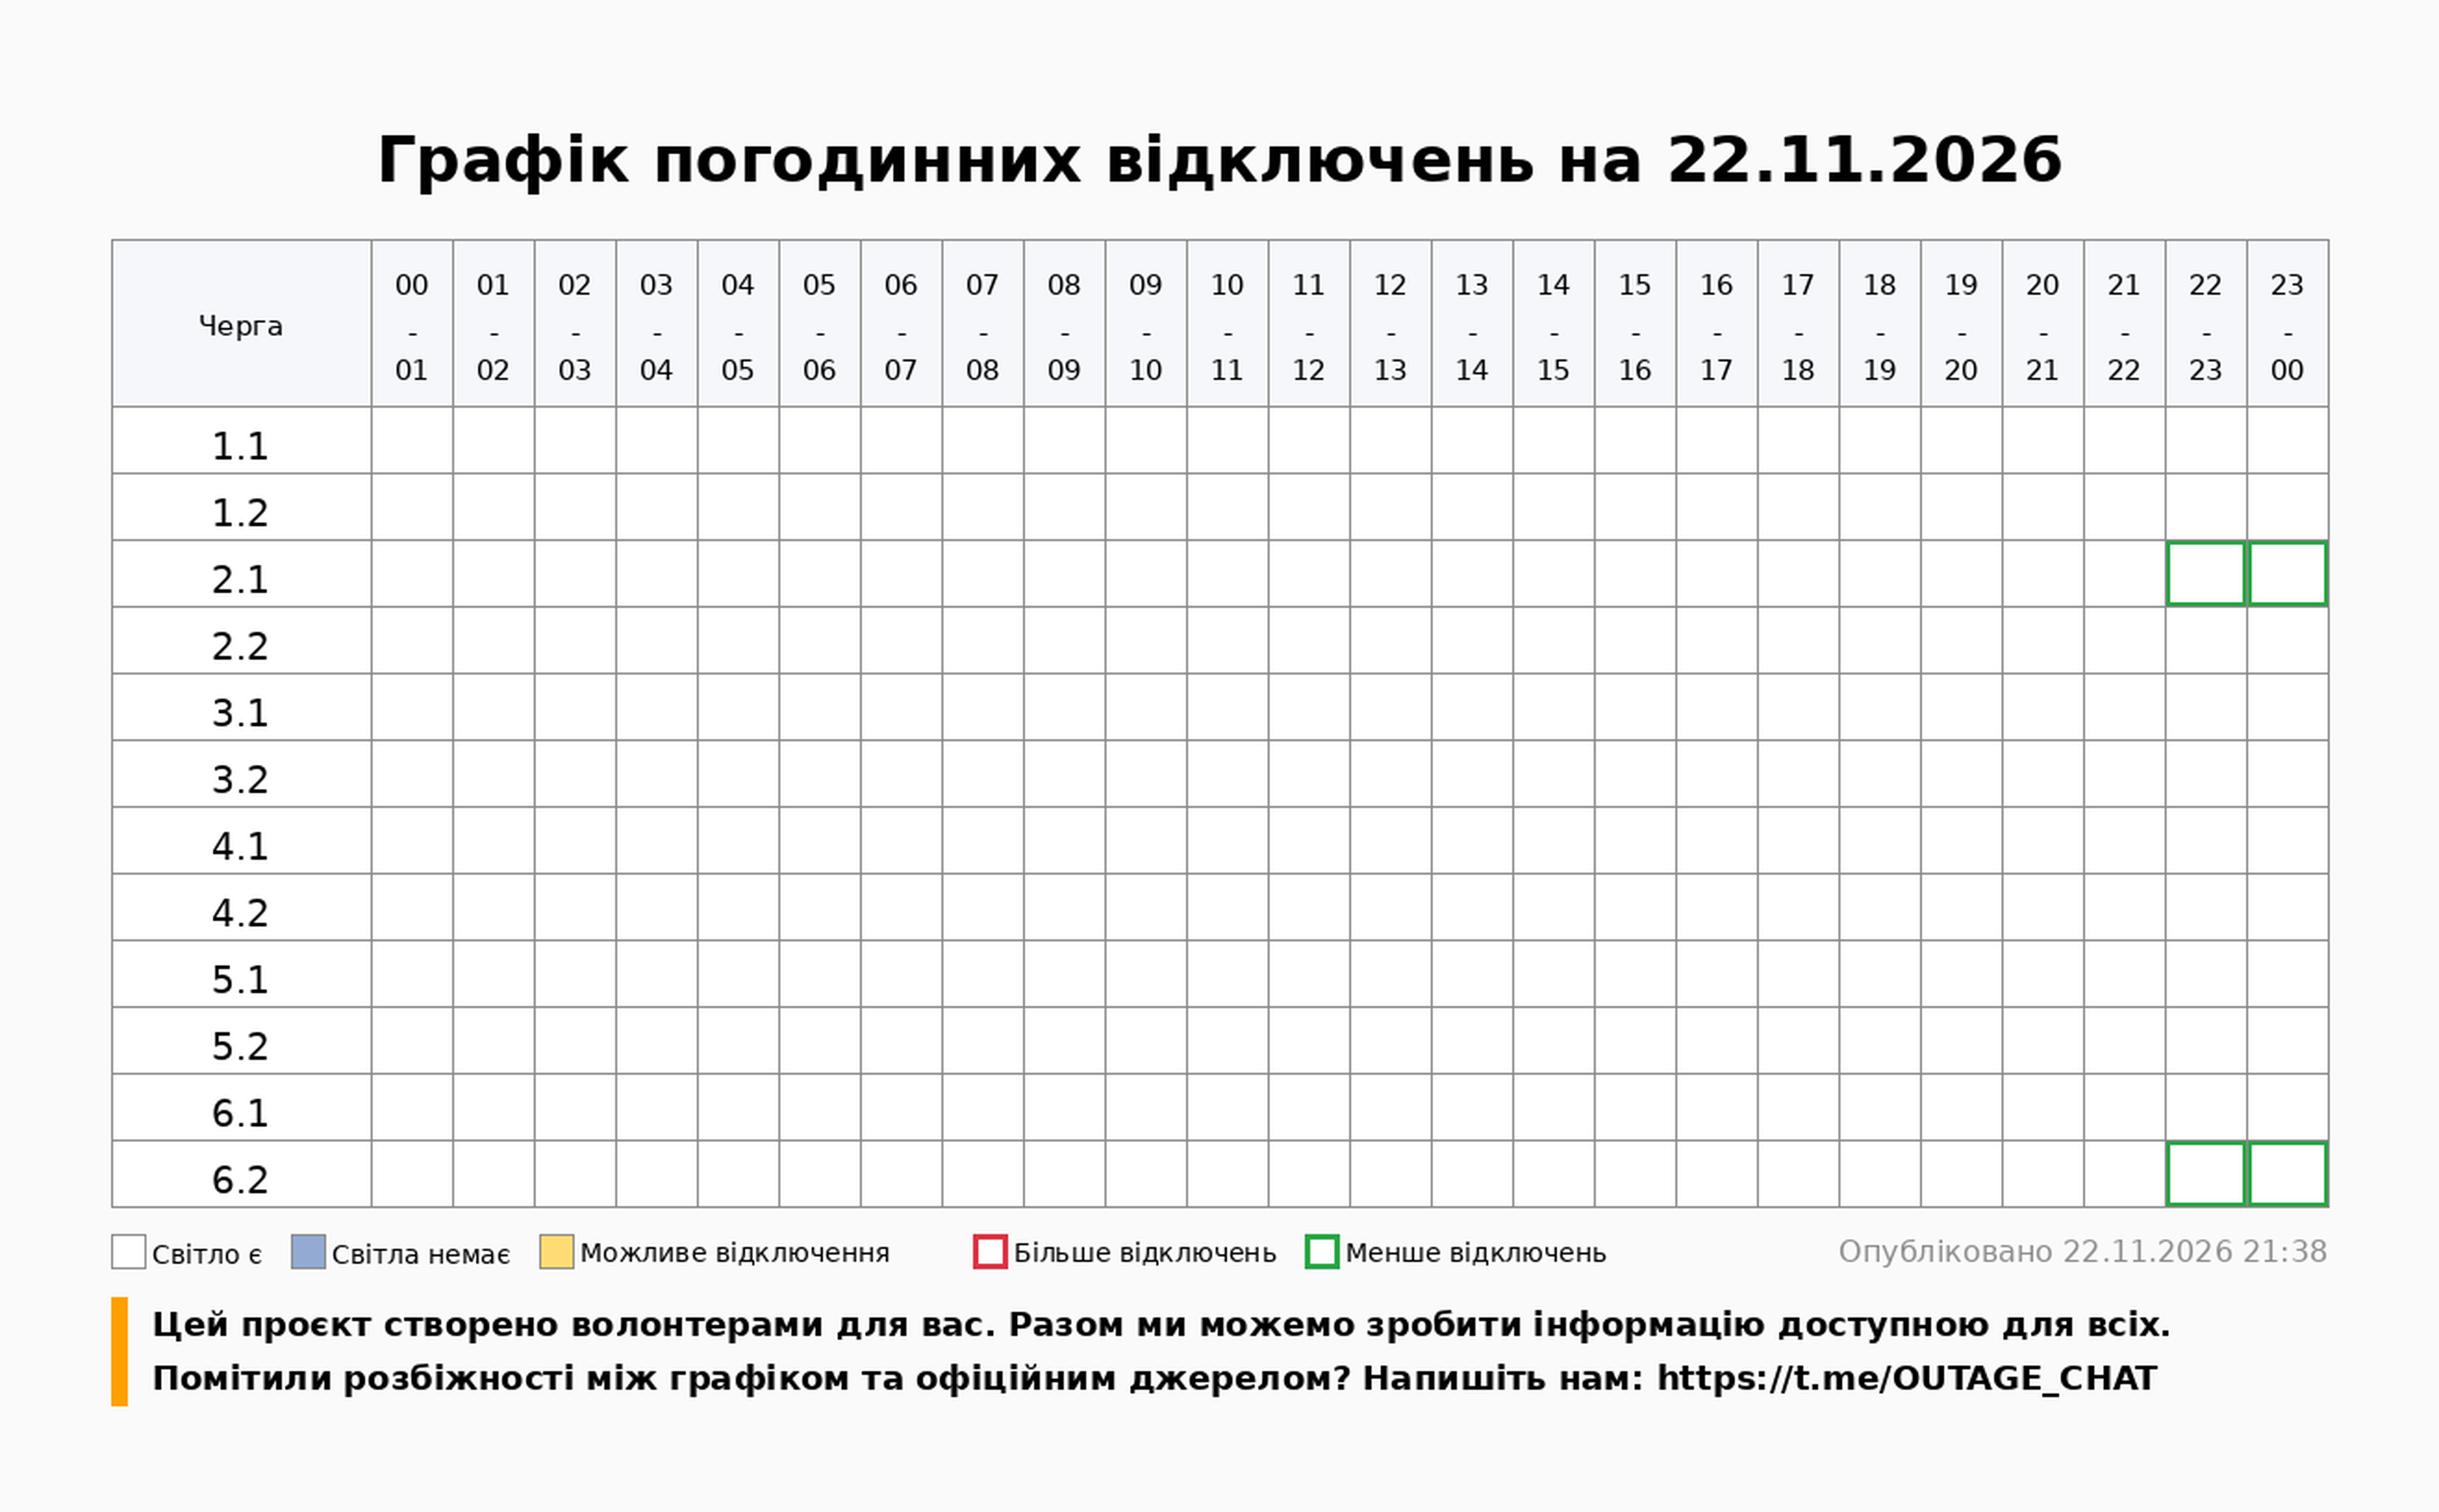 Графік погодинних відключень на 22.11.2026
Черга 00 - 01 01 - 02 02 - 03 03 - 04 04 - 05 05 - 06 06 - 07 07 - 08 08 - 09 09 - 10 10 - 11 11 - 12 12 - 13 13 - 14 14 - 15 15 - 16 16 - 17 17 - 18 18 - 19 19 - 20 20 - 21 21 - 22 22 - 23 23 - 00
1.1
1.2
2.1
2.2
3.1
3.2
4.1
4.2
5.1
5.2
6.1
6.2
Світло є Світла немає Можливе відключення Більше відключень Менше відключень Опубліковано 22.11.2026 21:38
Цей проєкт створено волонтерами для вас. Разом ми можемо зробити інформацію доступною для всіх.
Помітили розбіжності між графіком та офіційним джерелом? Напишіть нам: https://t.me/OUTAGE_CHAT